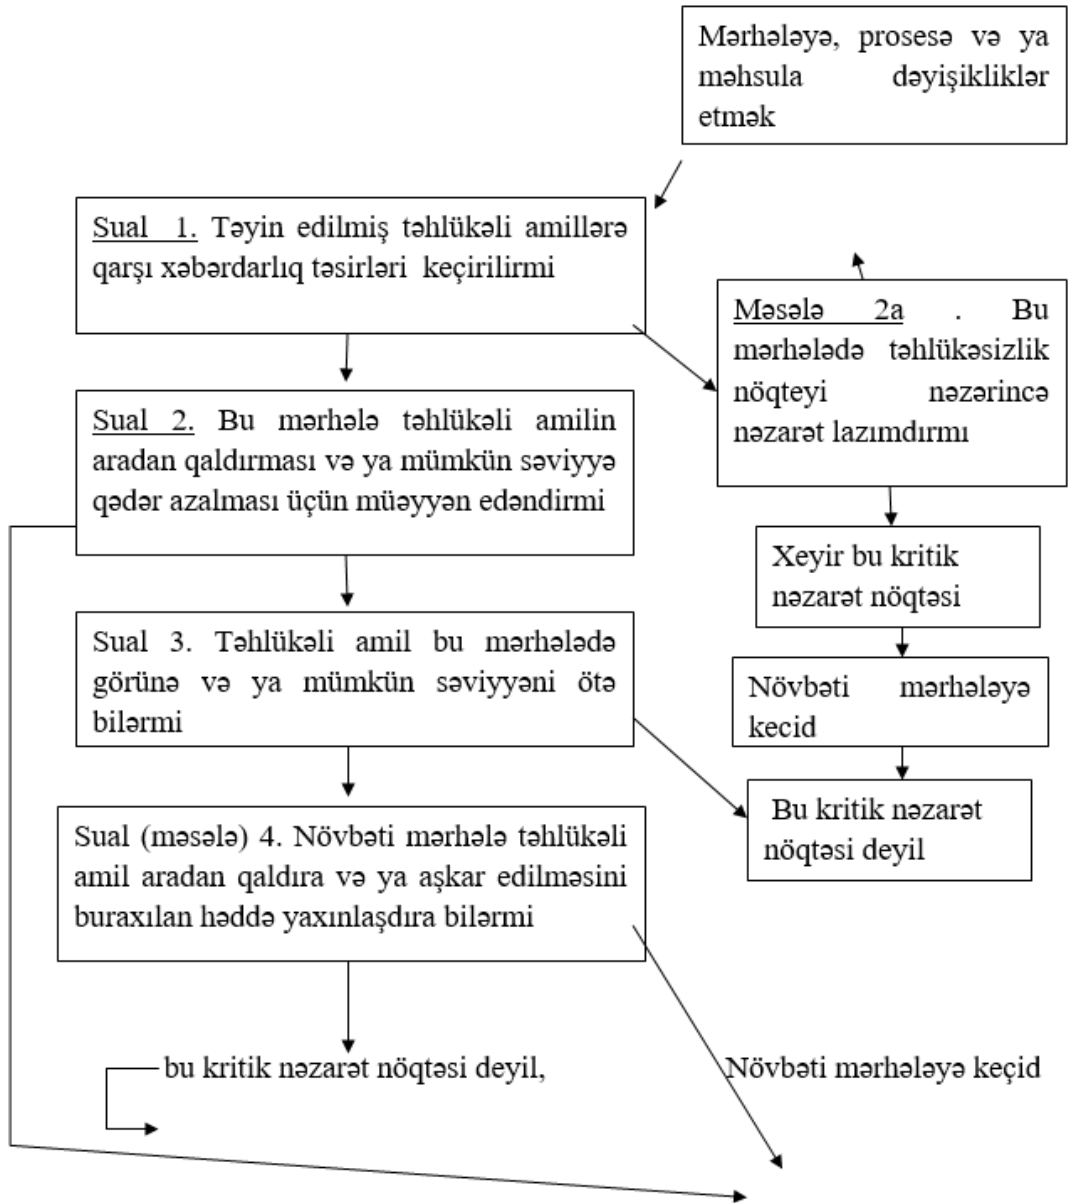 Mərhələyə, prosesə və ya
məhsula dəyişikliklər
etmək
Sual 1. Təyin edilmiş təhlükəli amillərə
qarşı xəbərdarlıq təsirləri keçirilirmi
Məsələ 2a . Bu
mərhələdə təhlükəsizlik
nöqteyi nəzərincə
nəzarət lazımdırmı
Sual 2. Bu mərhələ təhlükəli amilin
aradan qaldırması və ya mümkün səviyyə
qədər azalması üçün müəyyən edəndirmi
Xeyir bu kritik
nəzarət nöqtəsi
Sual 3. Təhlükəli amil bu mərhələdə
görünə və ya mümkün səviyyəni ötə
bilərmi
Növbəti mərhələyə
kecid
Bu kritik nəzarət
nöqtəsi deyil
Sual (məsələ) 4. Növbəti mərhələ təhlükəli
amil aradan qaldıra və ya aşkar edilməsini
buraxılan həddə yaxınlaşdıra bilərmi
bu kritik nəzarət nöqtəsi deyil,
Növbəti mərhələyə keçid